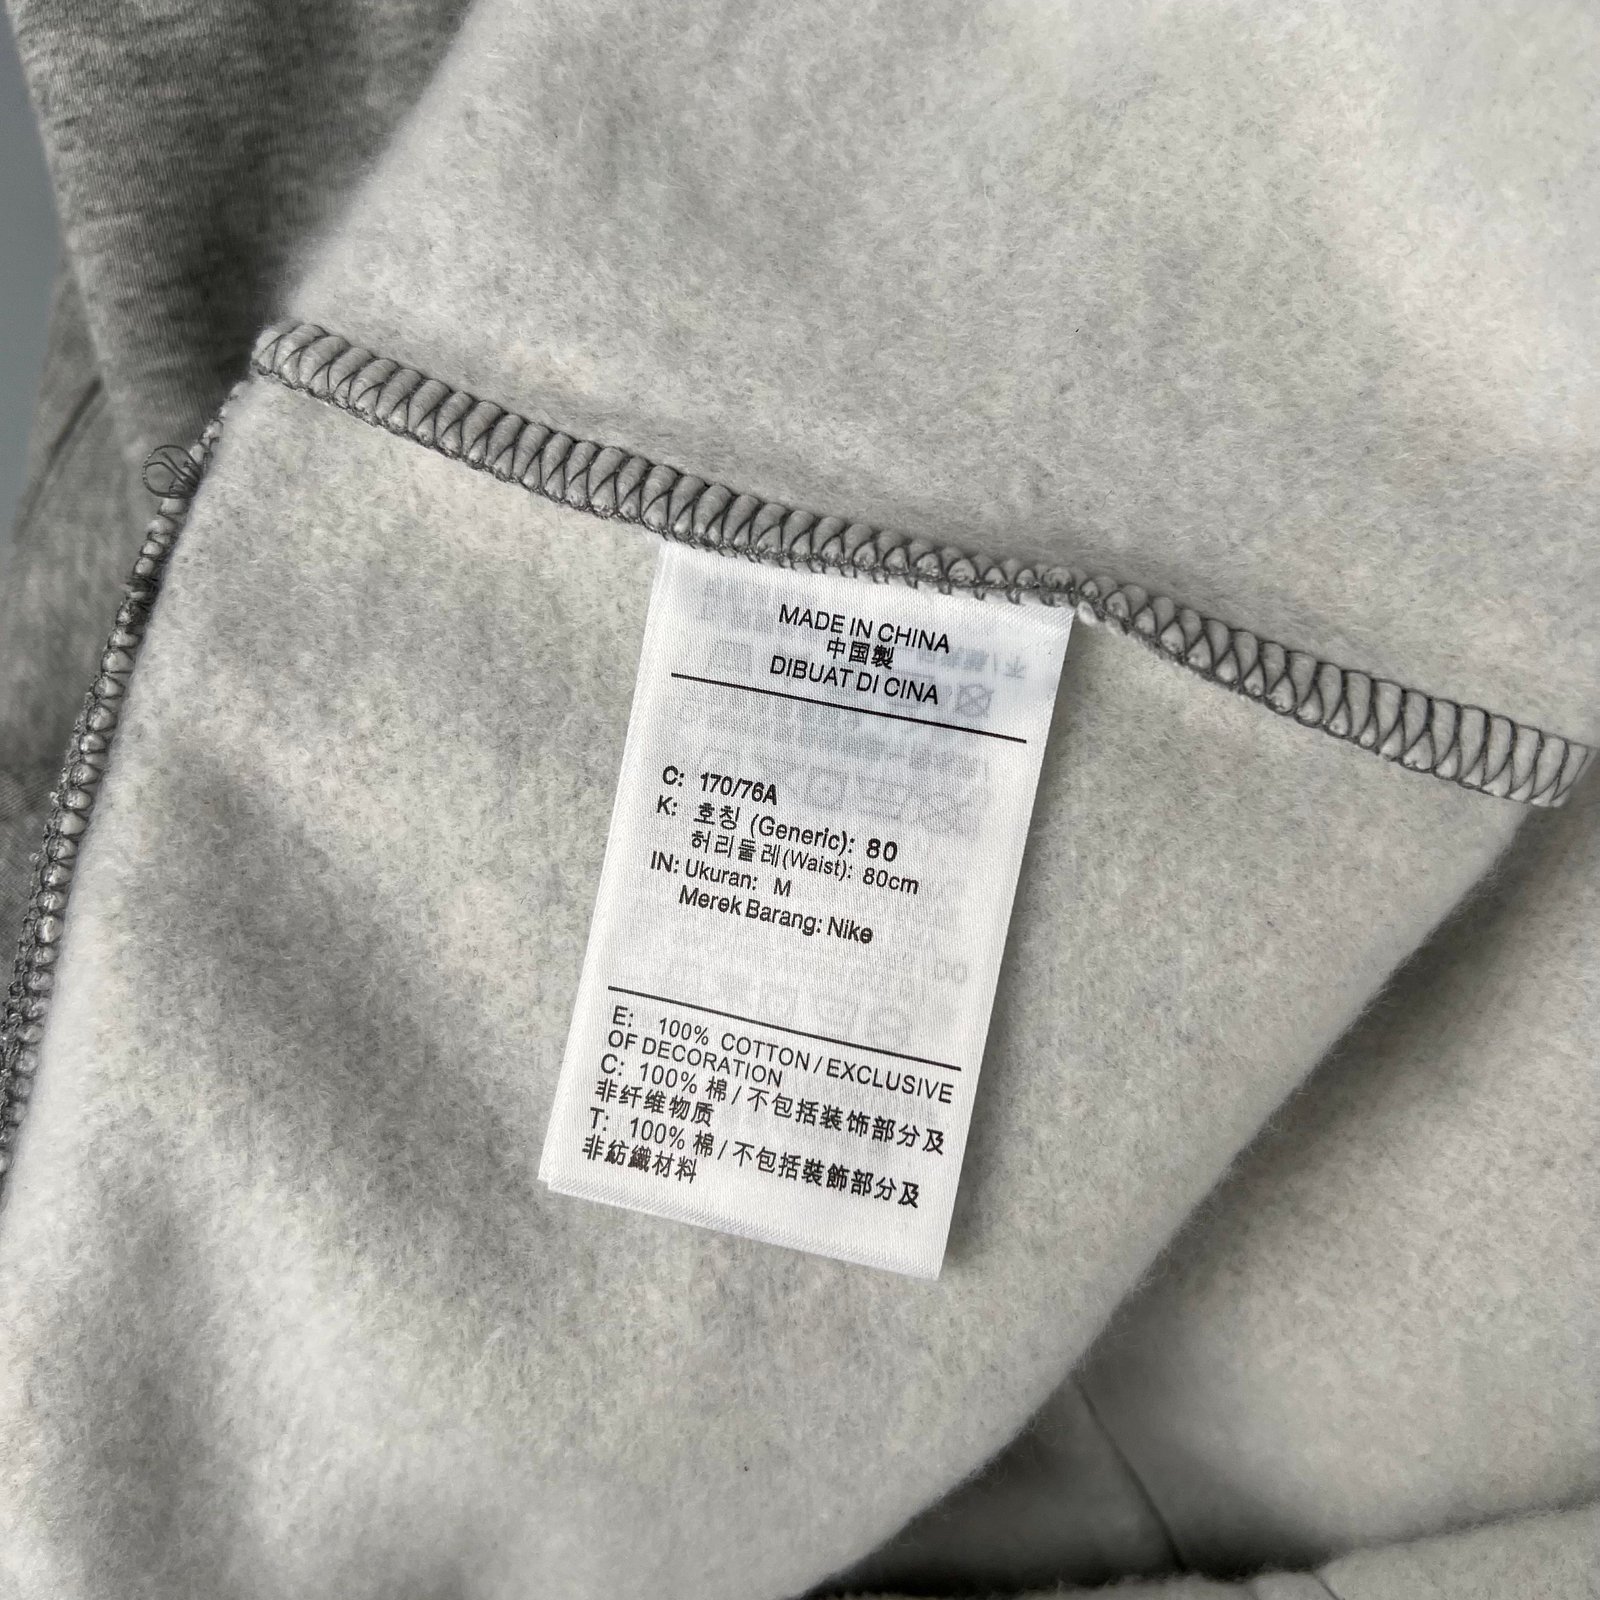 MADE IN CHINA
中国製
DIBUAT DI CINA
C: 170/76A
K: 호칭 (Generic): 80
허리둘레(Waist): 80cm
IN: Ukuran: M
Merek Barang: Nike
E: 100% COTTON / EXCLUSIVE
OF DECORATION
C: 100% 棉 / 不包括装饰部分及
非纤维物质
T: 100% 棉 / 不包括裝飾部分及
非紡織材料